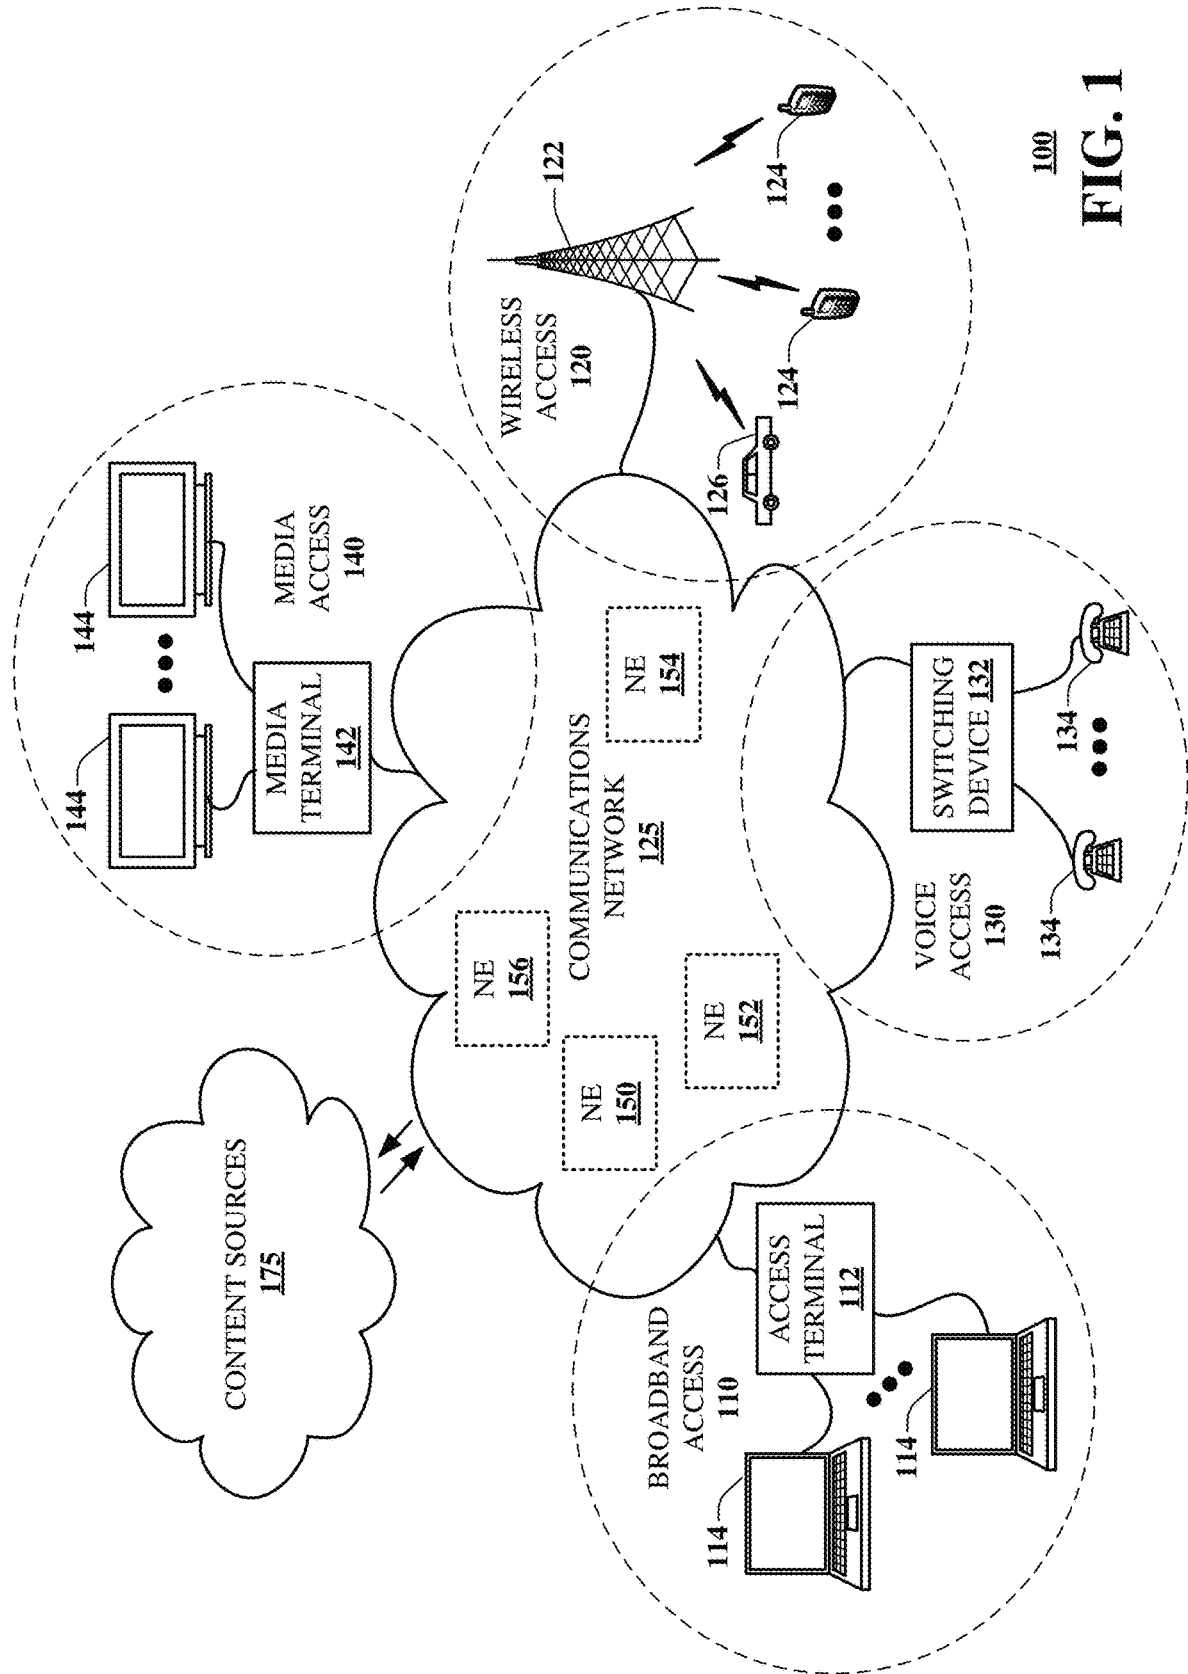 CONTENT SOURCES
175
144
144
MEDIA
TERMINAL
142
MEDIA
ACCESS
140
WIRELESS
ACCESS
120
122
124
124
126
NE
156
NE
150
NE
152
COMMUNICATIONS
NETWORK
125
NE
154
BROADBAND
ACCESS
110
ACCESS
TERMINAL
112
114
114
VOICE
ACCESS
130
SWITCHING
DEVICE 132
134
134
100
FIG. 1